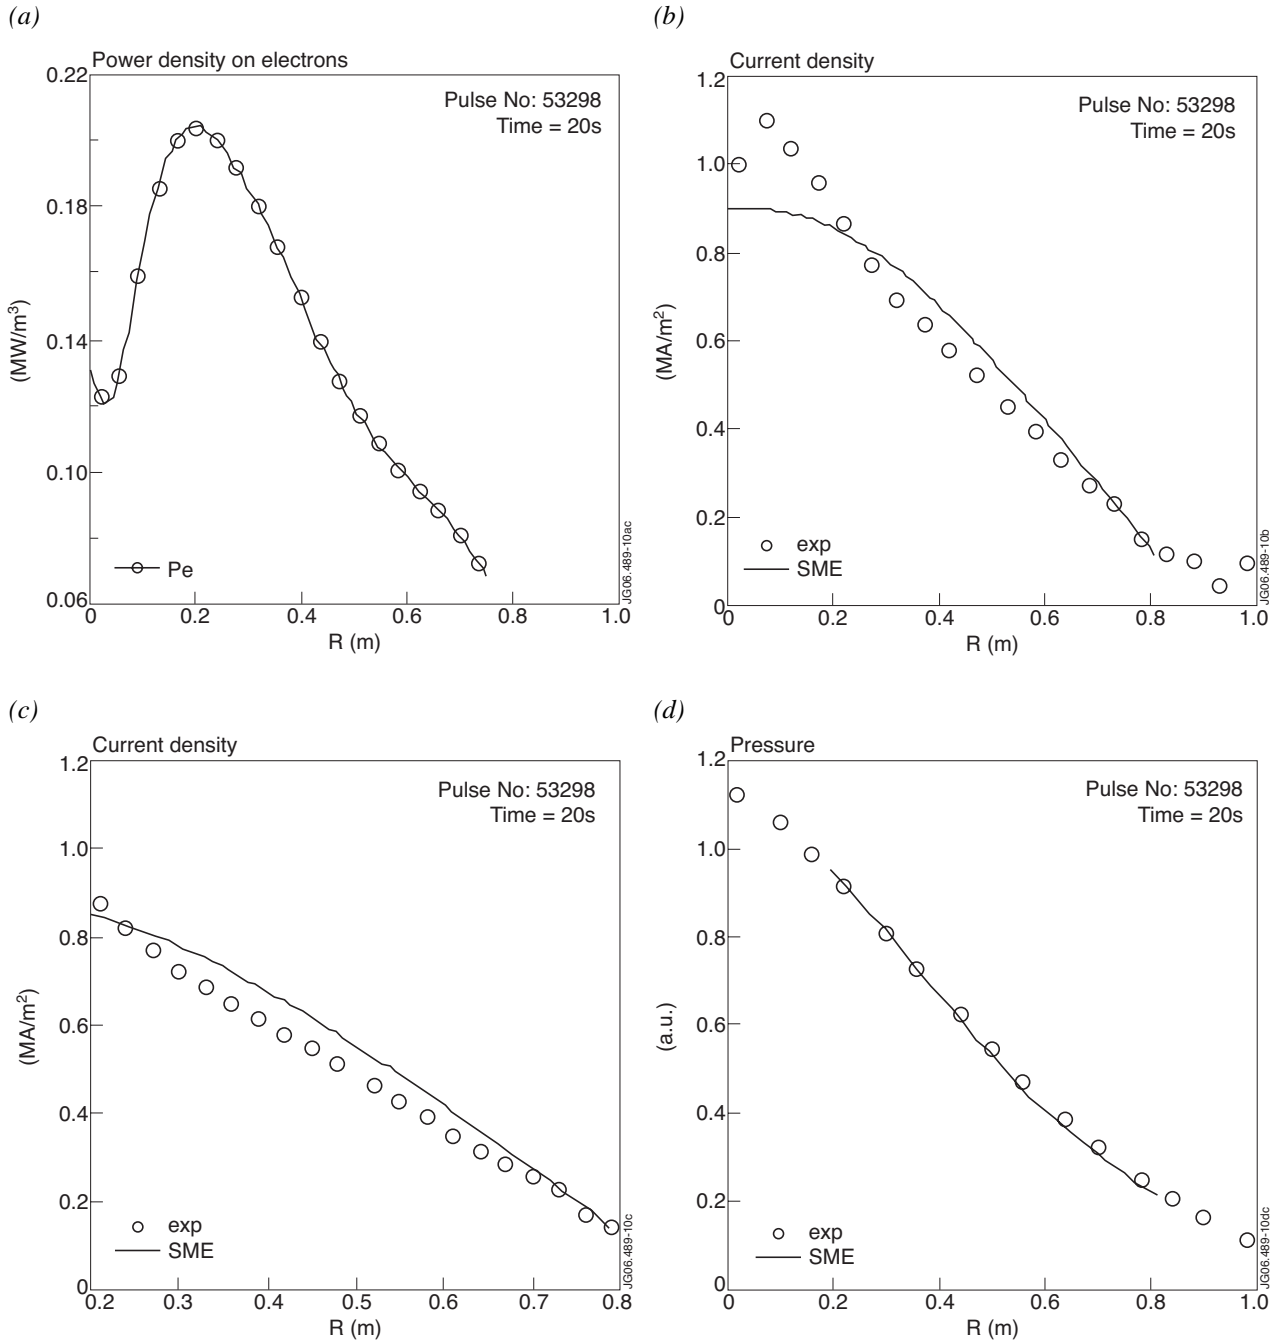 (a)
Power density on electrons
0.22
0.18
0.14
0.10
0.06
(MW/m³)
Pulse No: 53298
Time = 20s
Pe
0
0.2
0.4
0.6
0.8
1.0
R (m)
JG06.489-10ac
(b)
Current density
1.2
1.0
0.8
0.6
0.4
0.2
0
(MA/m²)
Pulse No: 53298
Time = 20s
exp
SME
0
0.2
0.4
0.6
0.8
1.0
R (m)
JG06.489-10b
(c)
Current density
1.2
1.0
0.8
0.6
0.4
0.2
0
(MA/m²)
Pulse No: 53298
Time = 20s
exp
SME
0.2
0.3
0.4
0.5
0.6
0.7
0.8
R (m)
JG06.489-10c
(d)
Pressure
1.2
1.0
0.8
0.6
0.4
0.2
0
(a.u.)
Pulse No: 53298
Time = 20s
exp
SME
0
0.2
0.4
0.6
0.8
1.0
R (m)
JG06.489-10dc